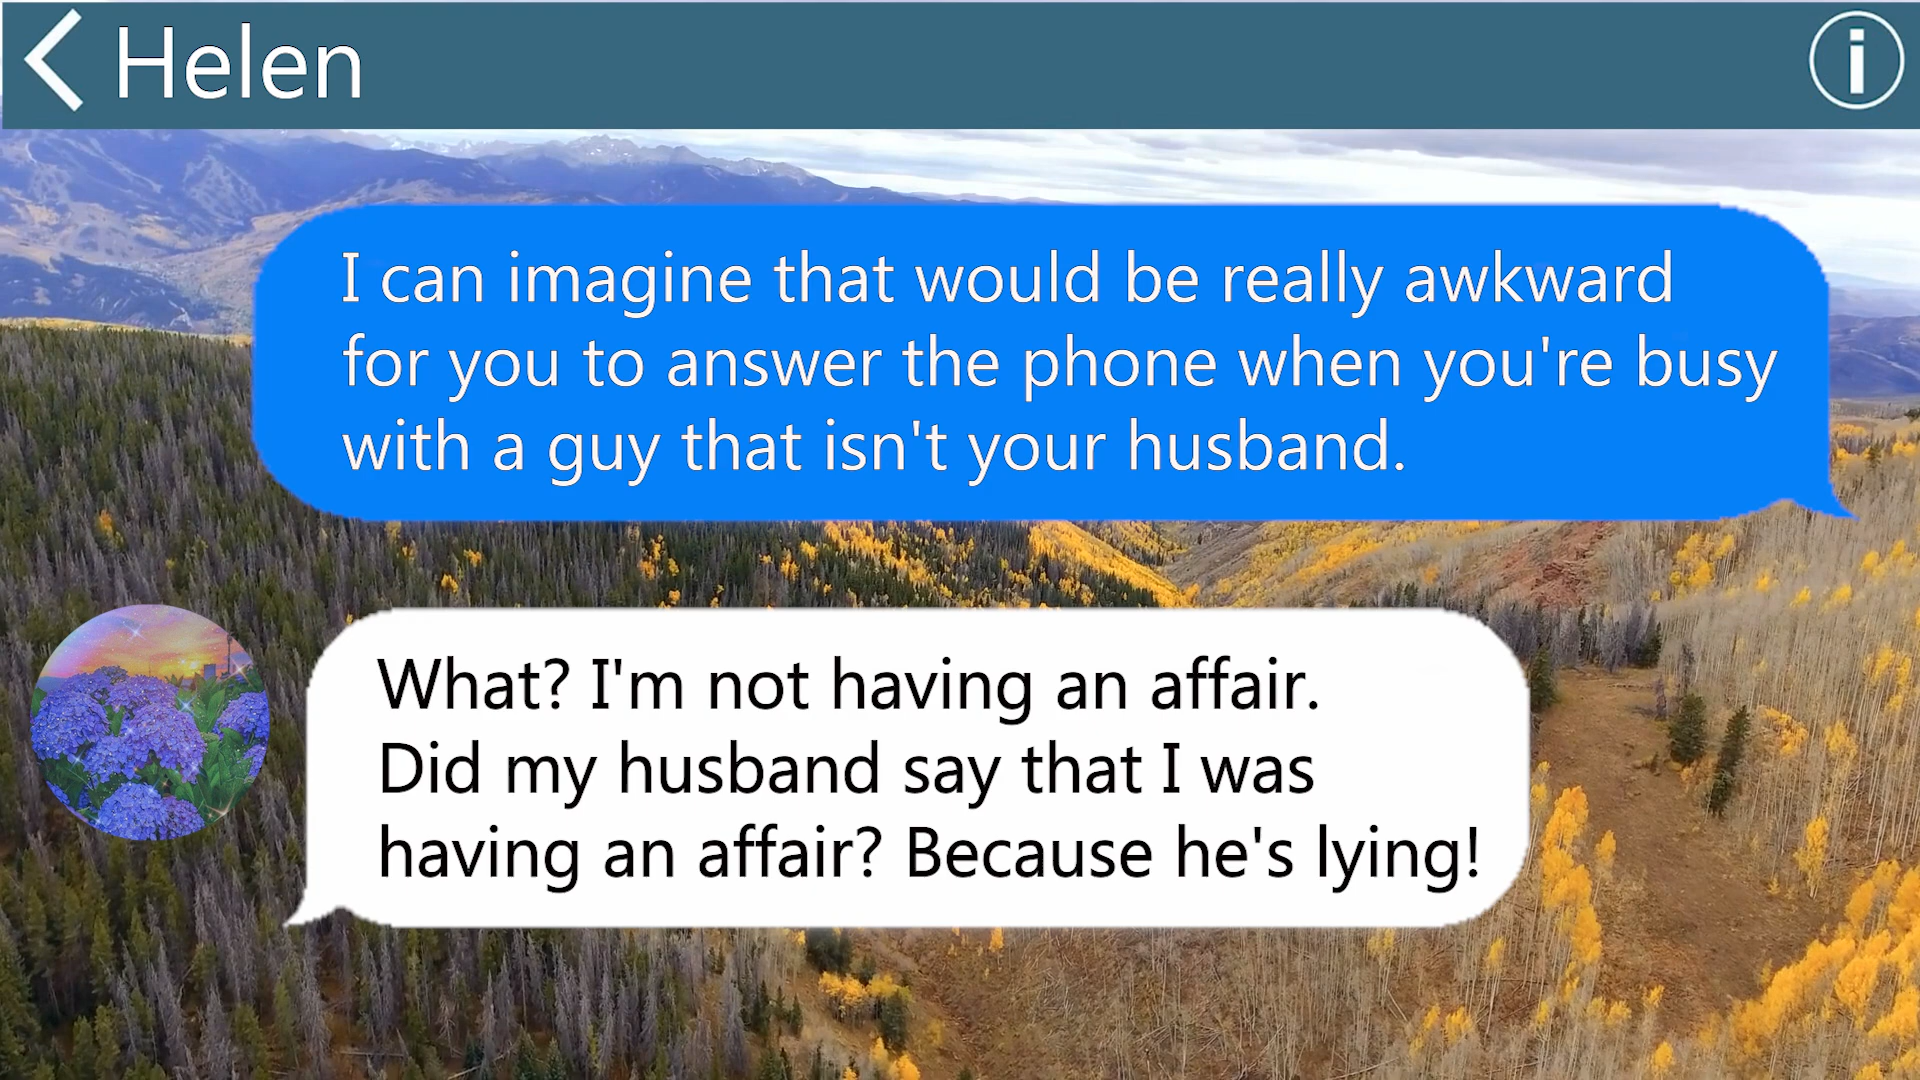 Helen
I can imagine that would be really awkward
for you to answer the phone when you're busy
with a guy that isn't your husband.
What? I'm not having an affair.
Did my husband say that I was
having an affair? Because he's lying!